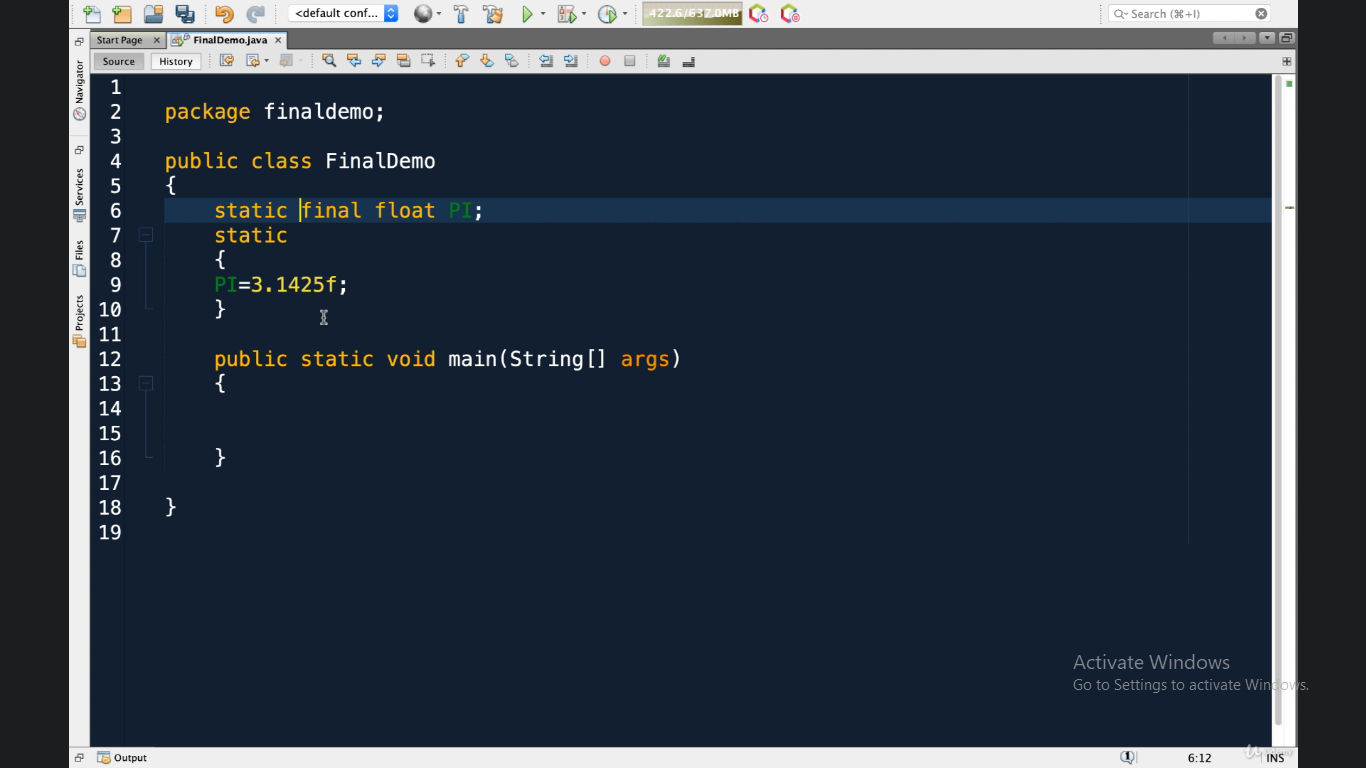 <default conf...
422.6/637.0MB
Search (⌘+I)
Start Page
FinalDemo.java
Source
History
Navigator
Services
Files
Projects
1
2 package finaldemo;
3
4 public class FinalDemo
5 {
6 static final float PI;
7 static
8 {
9 PI=3.1425f;
10 }
11
12 public static void main(String[] args)
13 {
14
15
16 }
17
18 }
19
Activate Windows
Go to Settings to activate Windows.
Output
1
6:12
INS